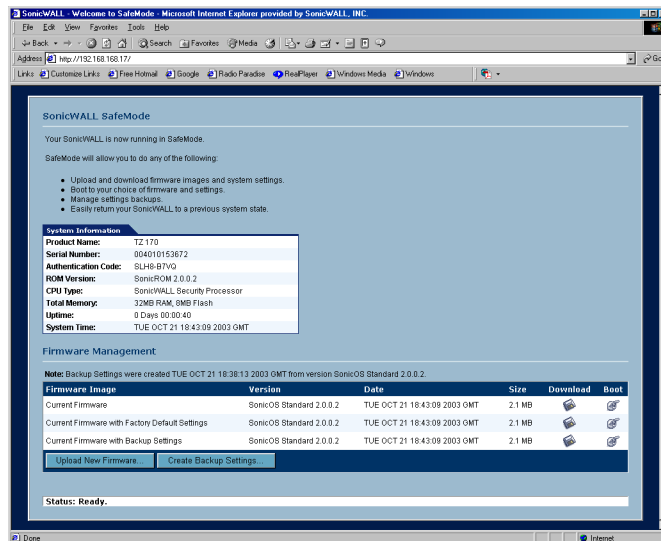 SonicWALL - Welcome to SafeMode - Microsoft Internet Explorer provided by SonicWALL, INC.
File Edit View Favorites Tools Help
Back Search Favorites Media
Address http://192.168.168.17/ Go
Links Customize Links Free Hotmail Google Radio Paradise RealPlayer Windows Media Windows
SonicWALL SafeMode
Your SonicWALL is now running in SafeMode.
SafeMode will allow you to do any of the following:
Upload and download firmware images and system settings.
Boot to your choice of firmware and settings.
Manage settings backups.
Easily return your SonicWALL to a previous system state.
System Information
Product Name: TZ 170
Serial Number: 004010153672
Authentication Code: SLH8-B7VQ
ROM Version: SonicROM 2.0.0.2
CPU Type: SonicWALL Security Processor
Total Memory: 32MB RAM, 8MB Flash
Uptime: 0 Days 00:00:40
System Time: TUE OCT 21 18:43:09 2003 GMT
Firmware Management
Note: Backup Settings were created TUE OCT 21 18:38:13 2003 GMT from version SonicOS Standard 2.0.0.2.
Firmware Image Version Date Size Download Boot
Current Firmware SonicOS Standard 2.0.0.2 TUE OCT 21 18:43:09 2003 GMT 2.1 MB
Current Firmware with Factory Default Settings SonicOS Standard 2.0.0.2 TUE OCT 21 18:43:09 2003 GMT 2.1 MB
Current Firmware with Backup Settings SonicOS Standard 2.0.0.2 TUE OCT 21 18:43:09 2003 GMT 2.1 MB
Upload New Firmware... Create Backup Settings...
Status: Ready.
Done Internet